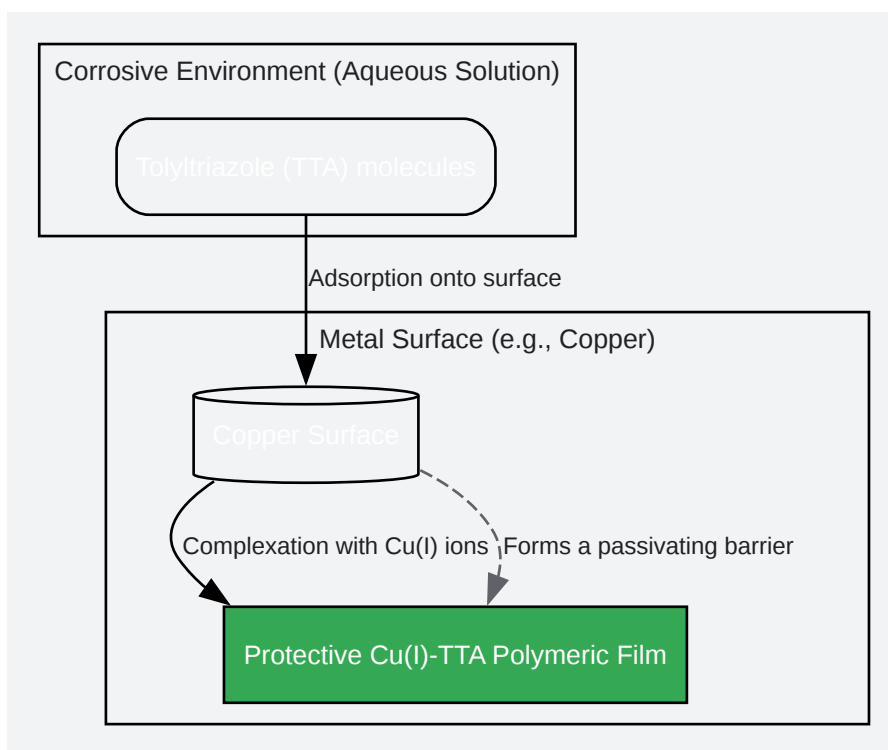 Corrosive Environment (Aqueous Solution)
Tolyltriazole (TTA) molecules
Adsorption onto surface
Metal Surface (e.g., Copper)
Copper Surface
Complexation with Cu(I) ions
Forms a passivating barrier
Protective Cu(I)-TTA Polymeric Film